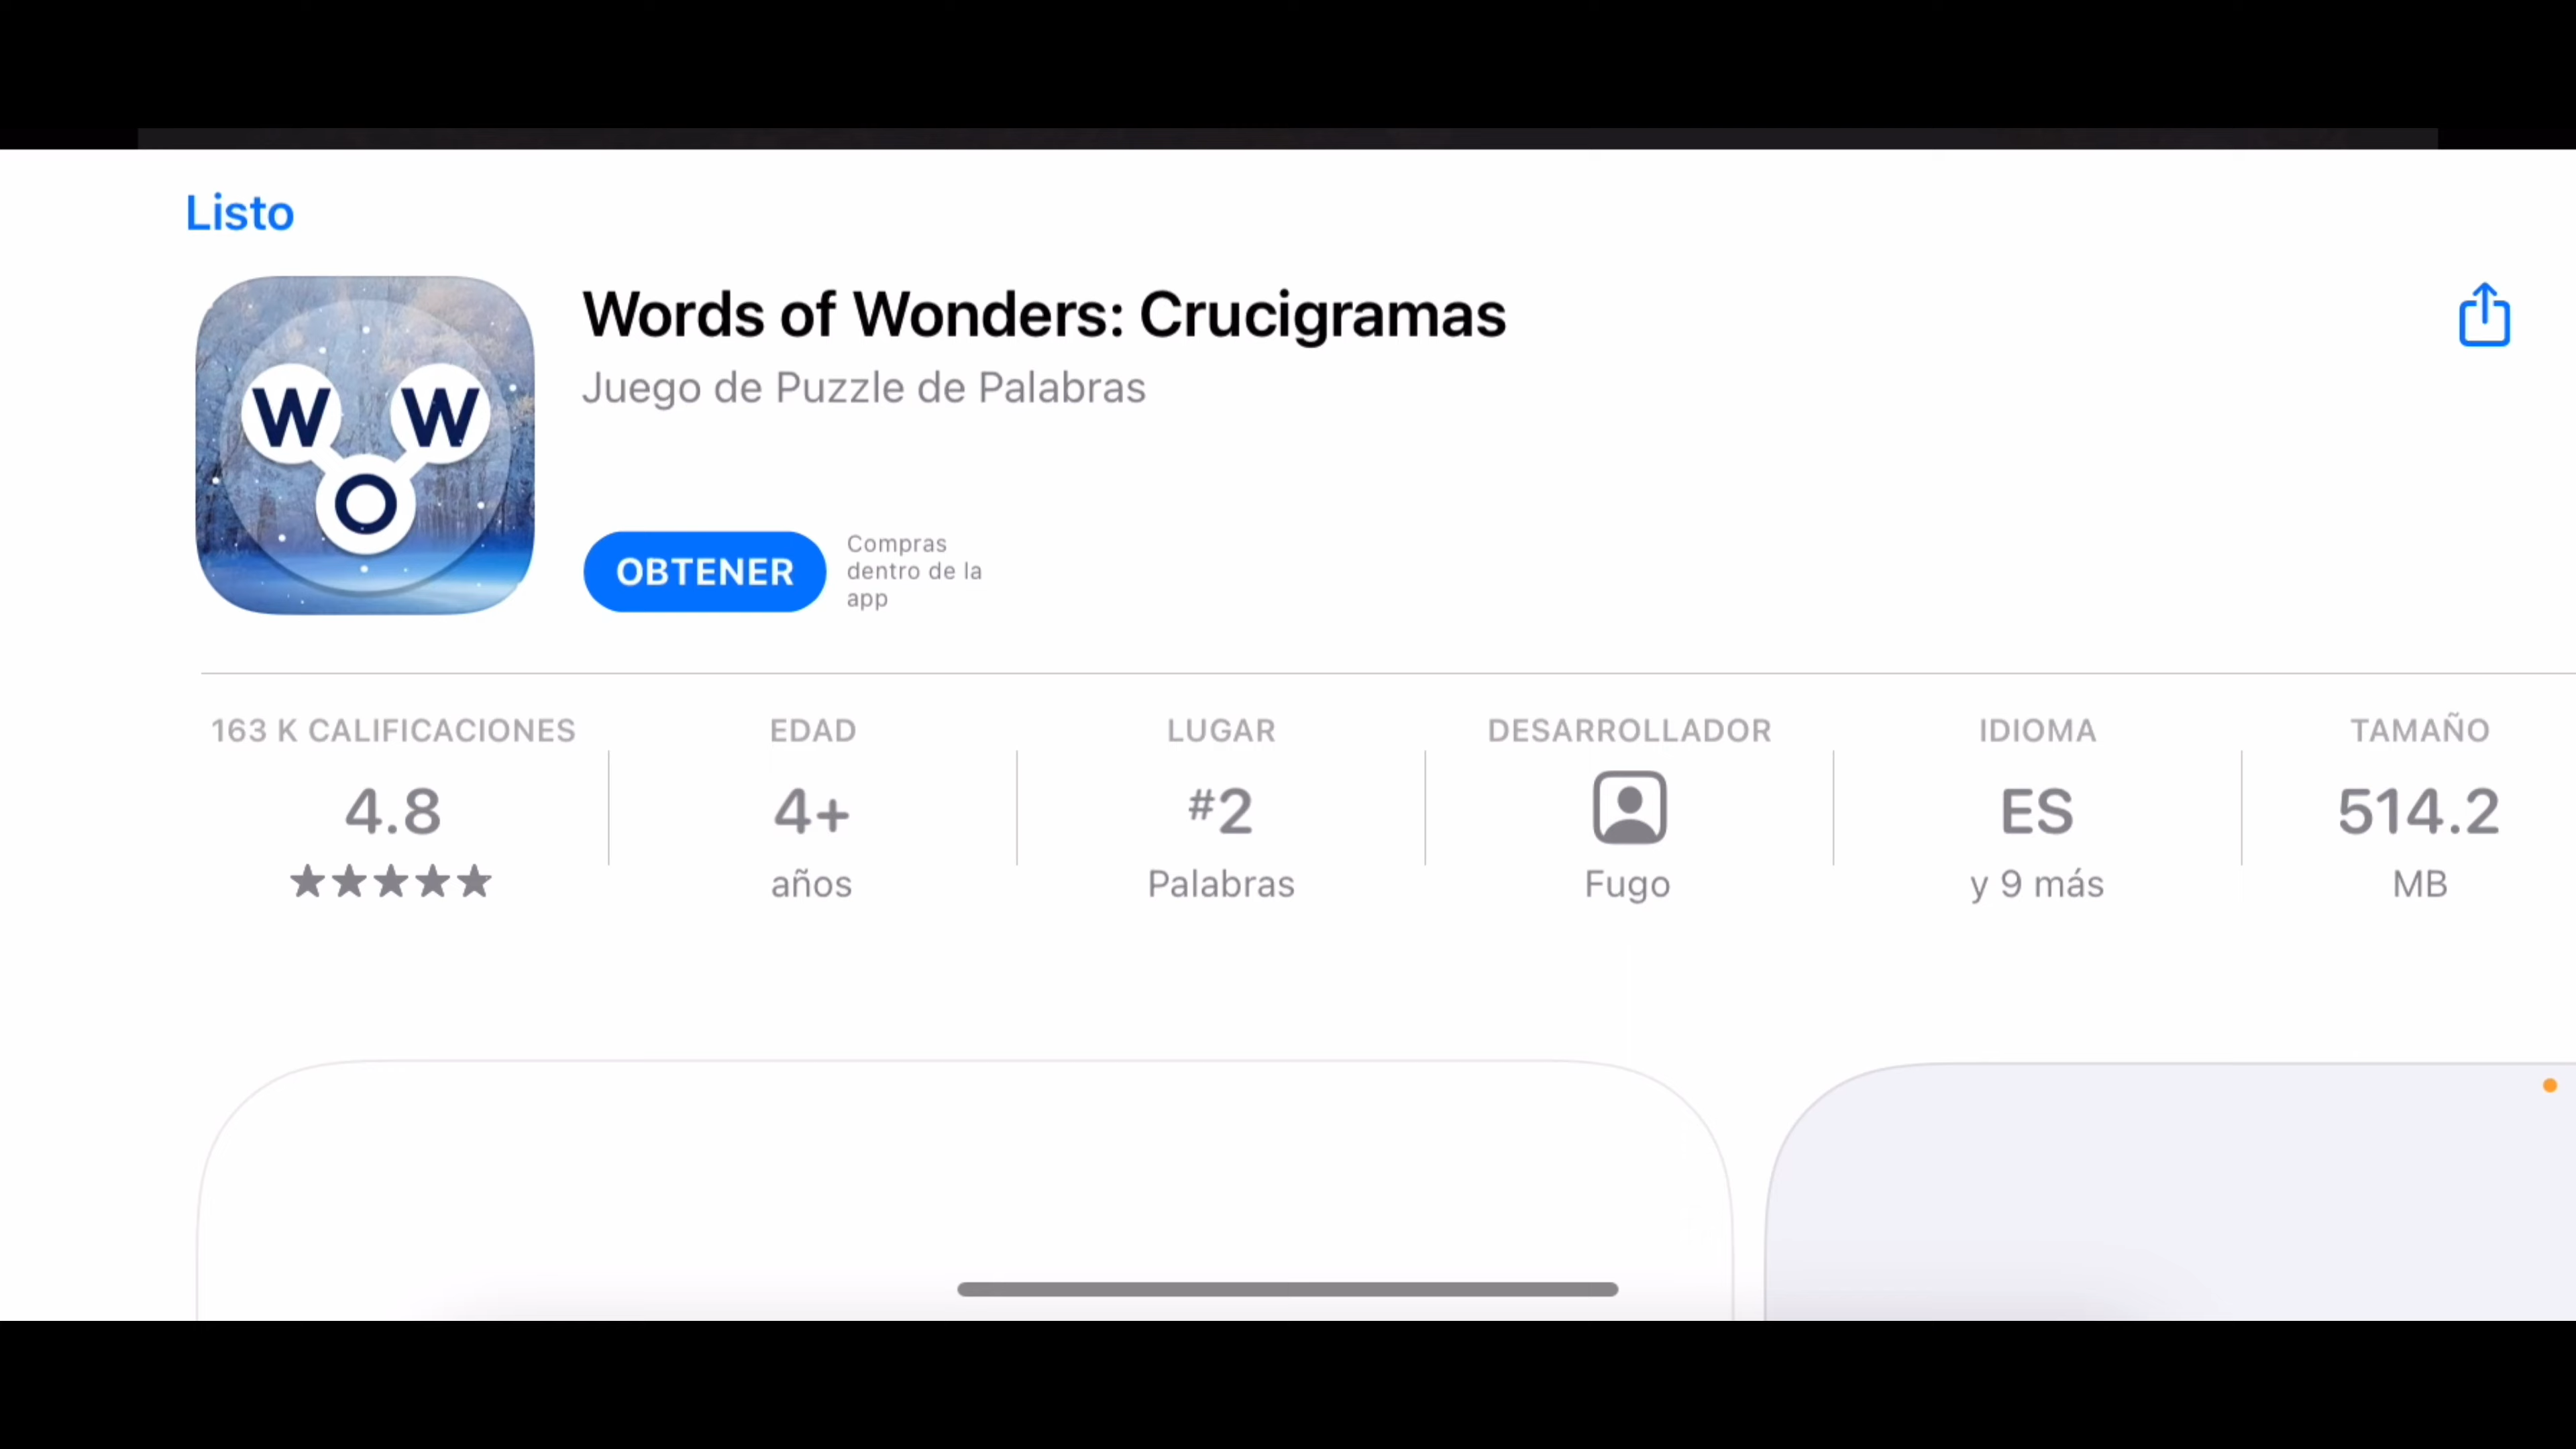 Listo
W W
O
Words of Wonders: Crucigramas
Juego de Puzzle de Palabras
OBTENER
Compras
dentro de la
app
163 K CALIFICACIONES
4.8
EDAD
4+
años
LUGAR
#2
Palabras
DESARROLLADOR
Fugo
IDIOMA
ES
y 9 más
TAMAÑO
514.2
MB